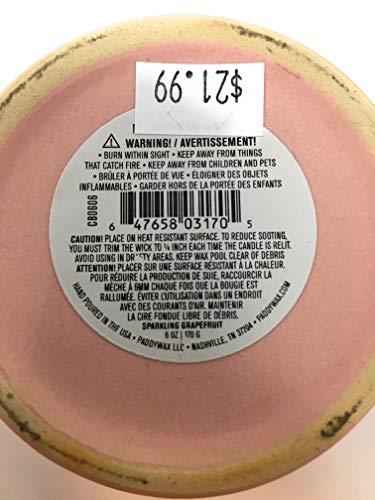 $21.99
⚠ WARNING! / AVERTISSEMENT!
• BURN WITHIN SIGHT • KEEP AWAY FROM THINGS
THAT CATCH FIRE • KEEP AWAY FROM CHILDREN AND PETS
• BRÛLER À PORTÉE DE VUE • ÉLOIGNER DES OBJETS
INFLAMMABLES • GARDER HORS DE LA PORTÉE DES ENFANTS
CB0606
6 47658 03170 5
CAUTION! PLACE ON HEAT RESISTANT SURFACE. TO REDUCE SOOTING,
YOU MUST TRIM THE WICK TO ¼ INCH EACH TIME THE CANDLE IS RELIT.
AVOID USING IN DR*STY AREAS. KEEP WAX POOL CLEAR OF DEBRIS
ATTENTION! PLACER SUR UNE SURFACE RÉSISTANT À LA CHALEUR.
POUR RÉDUIRE LA PRODUCTION DE SUIE, RACCOURCIR LA
MÈCHE À 6MM CHAQUE FOIS QUE LA BOUGIE EST
RALLUMÉE. ÉVITER L'UTILISATION DANS UN ENDROIT
AVEC DES COURANTS D'AIR. MAINTENIR
LA CIRE FONDUE LIBRE DE DÉBRIS.
SPARKLING GRAPEFRUIT
6 OZ | 170 G
HAND POURED IN THE USA • PADDYWAX LLC • NASHVILLE, TN 37204 • PADDYWAX.COM